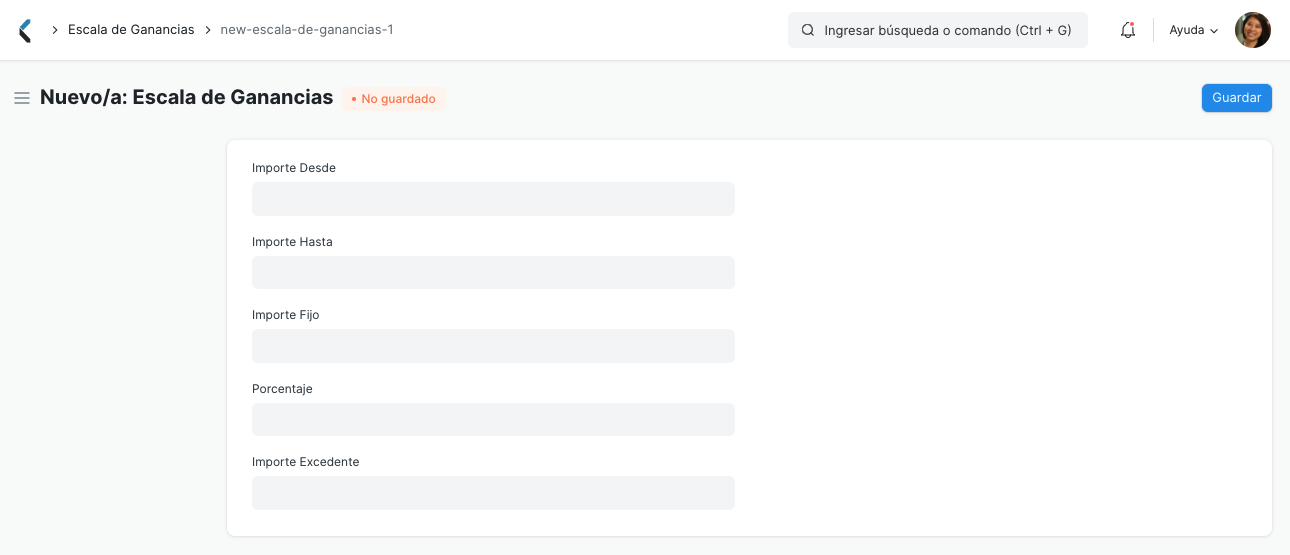 Escala de Ganancias
new-escala-de-ganancias-1
Ingresar búsqueda o comando (Ctrl + G)
Ayuda
Nuevo/a: Escala de Ganancias
No guardado
Guardar
Importe Desde
Importe Hasta
Importe Fijo
Porcentaje
Importe Excedente